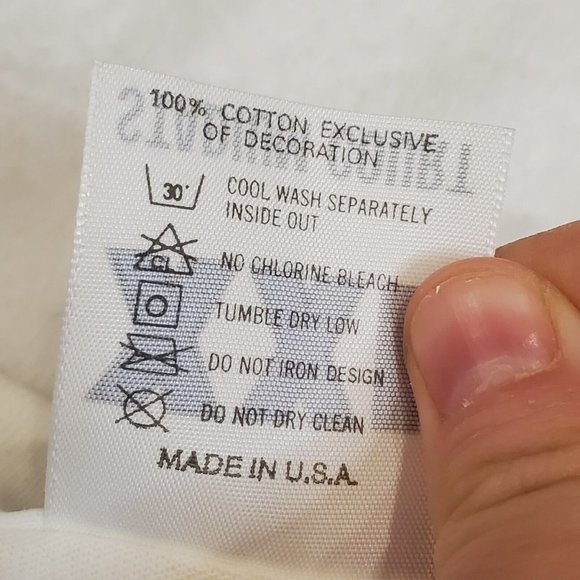 100% COTTON EXCLUSIVE
OF DECORATION
30°
COOL WASH SEPARATELY
INSIDE OUT
CL
NO CHLORINE BLEACH
TUMBLE DRY LOW
DO NOT IRON DESIGN
DO NOT DRY CLEAN
MADE IN U.S.A.